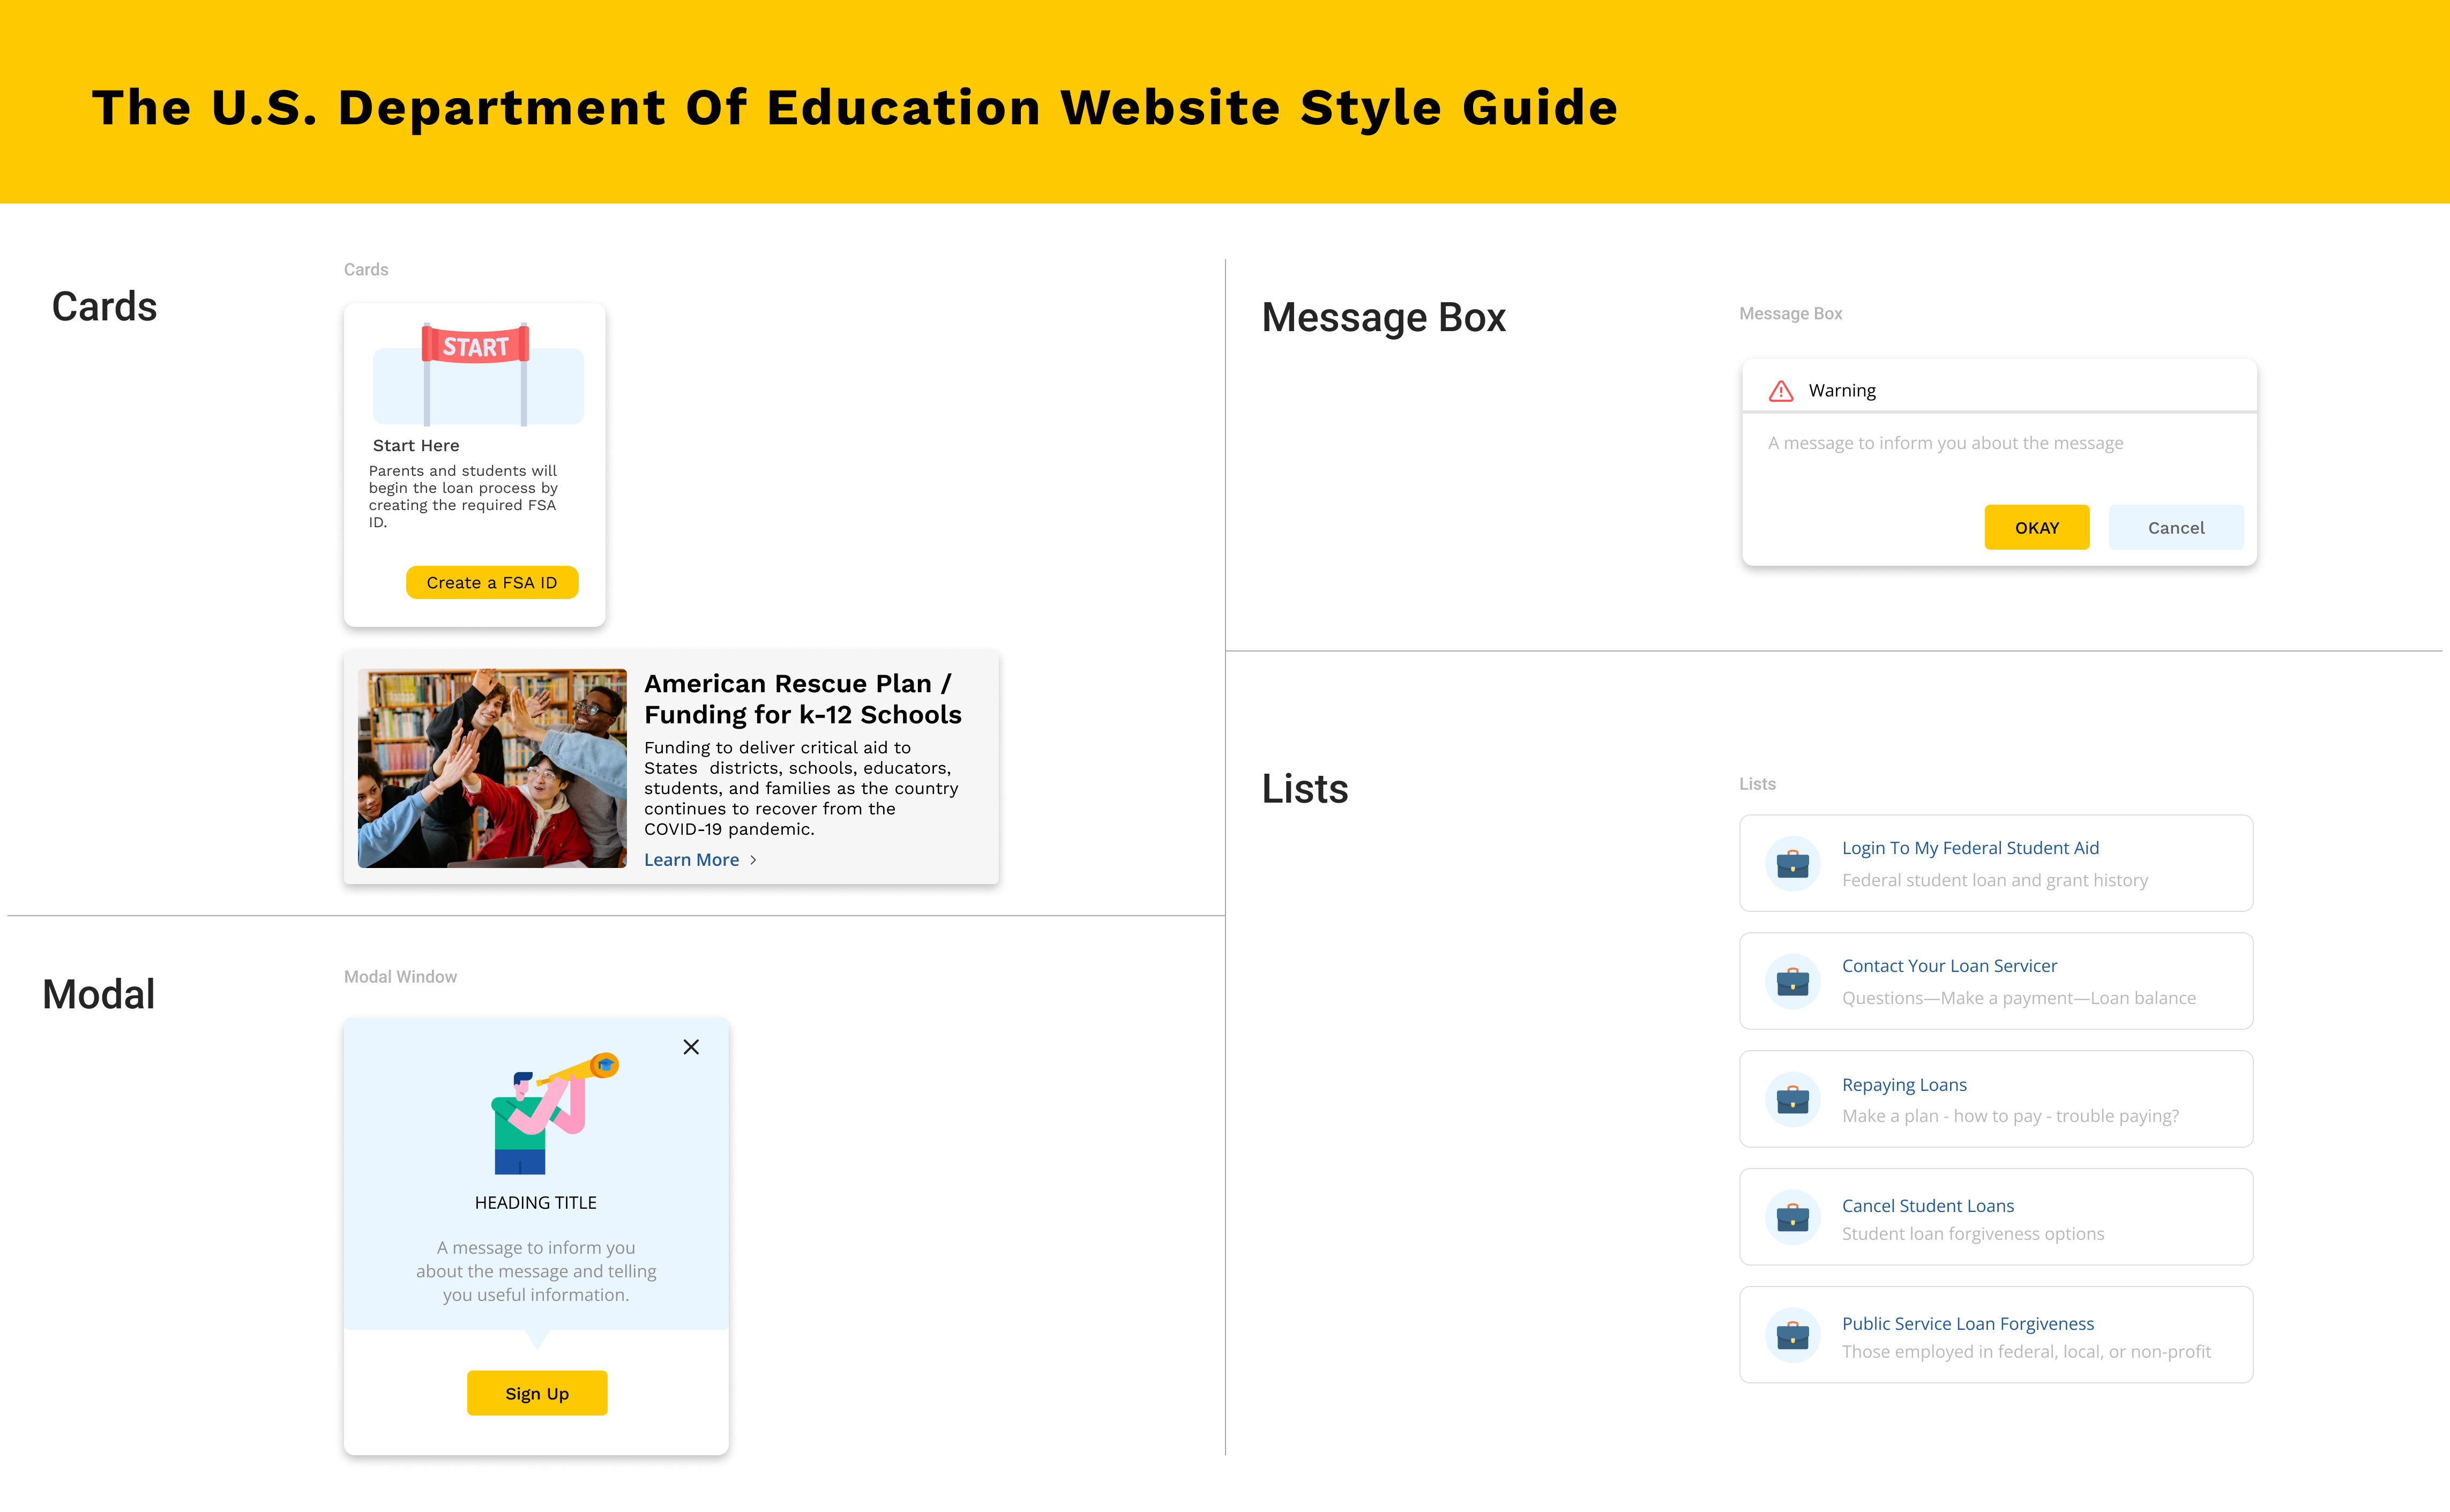 The U.S. Department Of Education Website Style Guide
Cards
Cards
START
Start Here
Parents and students will
begin the loan process by
creating the required FSA
ID.
Create a FSA ID
American Rescue Plan /
Funding for k-12 Schools
Funding to deliver critical aid to
States  districts, schools, educators,
students, and families as the country
continues to recover from the
COVID-19 pandemic.
Learn More >
Modal
Modal Window
HEADING TITLE
A message to inform you
about the message and telling
you useful information.
Sign Up
Message Box
Message Box
Warning
A message to inform you about the message
OKAY
Cancel
Lists
Lists
Login To My Federal Student Aid
Federal student loan and grant history
Contact Your Loan Servicer
Questions—Make a payment—Loan balance
Repaying Loans
Make a plan - how to pay - trouble paying?
Cancel Student Loans
Student loan forgiveness options
Public Service Loan Forgiveness
Those employed in federal, local, or non-profit